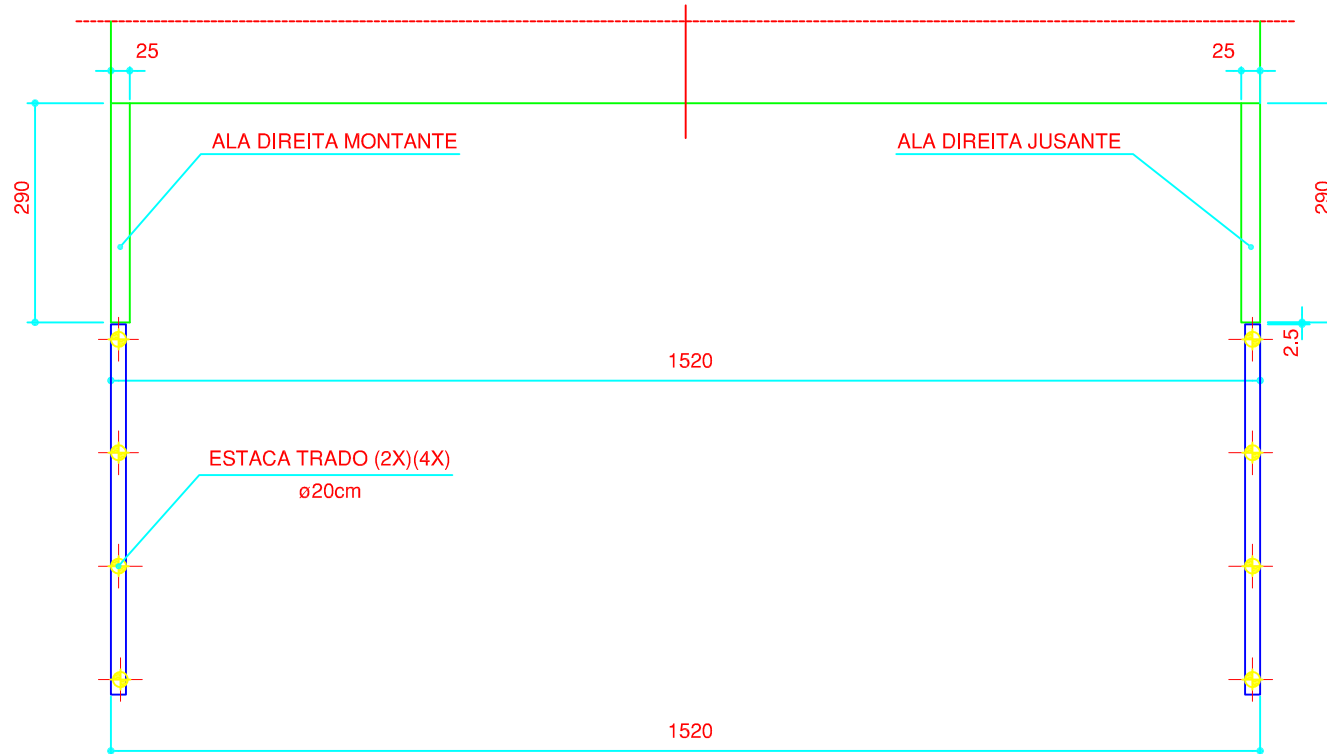 25
25
ALA DIREITA MONTANTE
ALA DIREITA JUSANTE
290
290
2.5
1520
ESTACA TRADO (2X)(4X)
ø20cm
1520